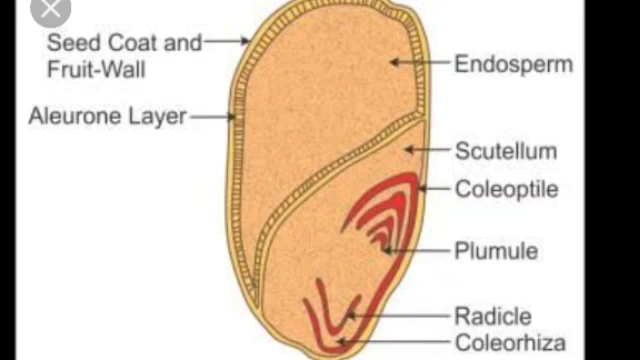 Seed Coat and
Fruit-Wall
Aleurone Layer
Endosperm
Scutellum
Coleoptile
Plumule
Radicle
Coleorhiza